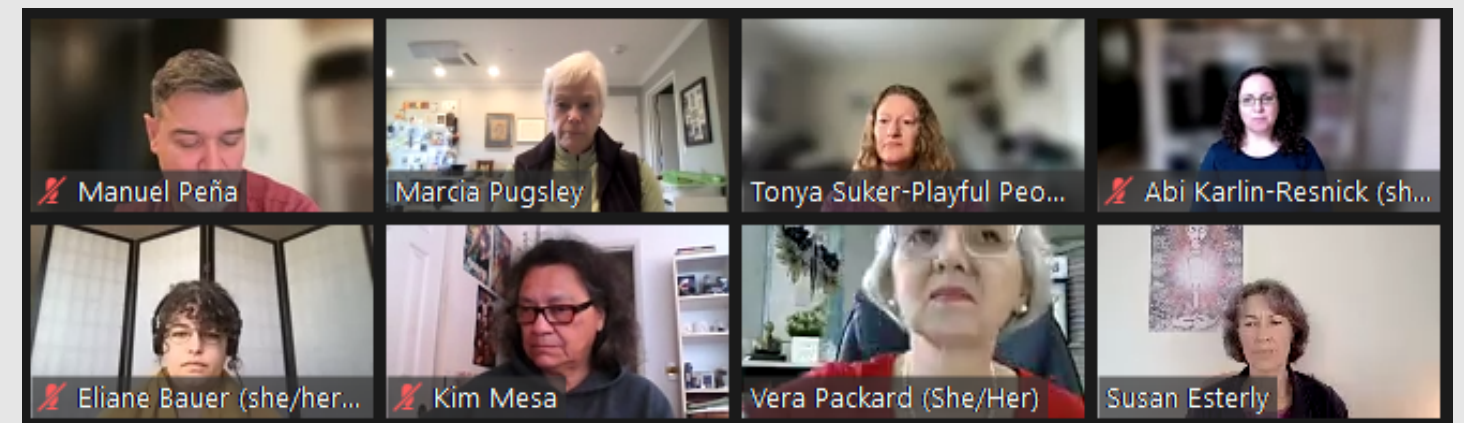 Manuel Peña
Marcia Pugsley
Tonya Suker-Playful Peo...
Abi Karlin-Resnick (sh...
Eliane Bauer (she/her...
Kim Mesa
Vera Packard (She/Her)
Susan Esterly